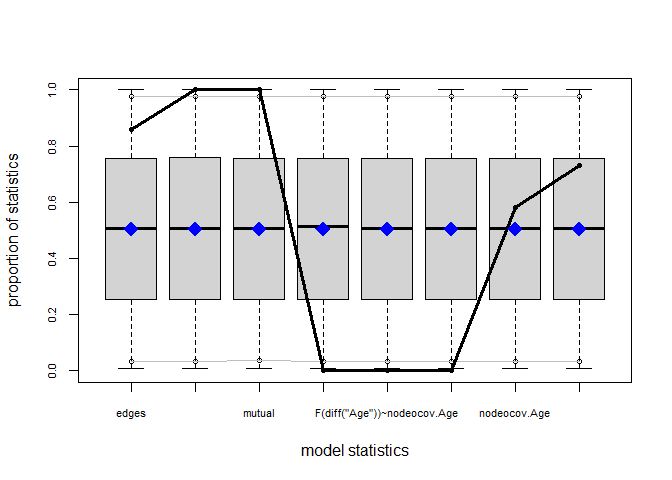 proportion of statistics
1.0
0.8
0.6
0.4
0.2
0.0
edges mutual F(diff("Age"))~nodeocov.Age nodeocov.Age
model statistics